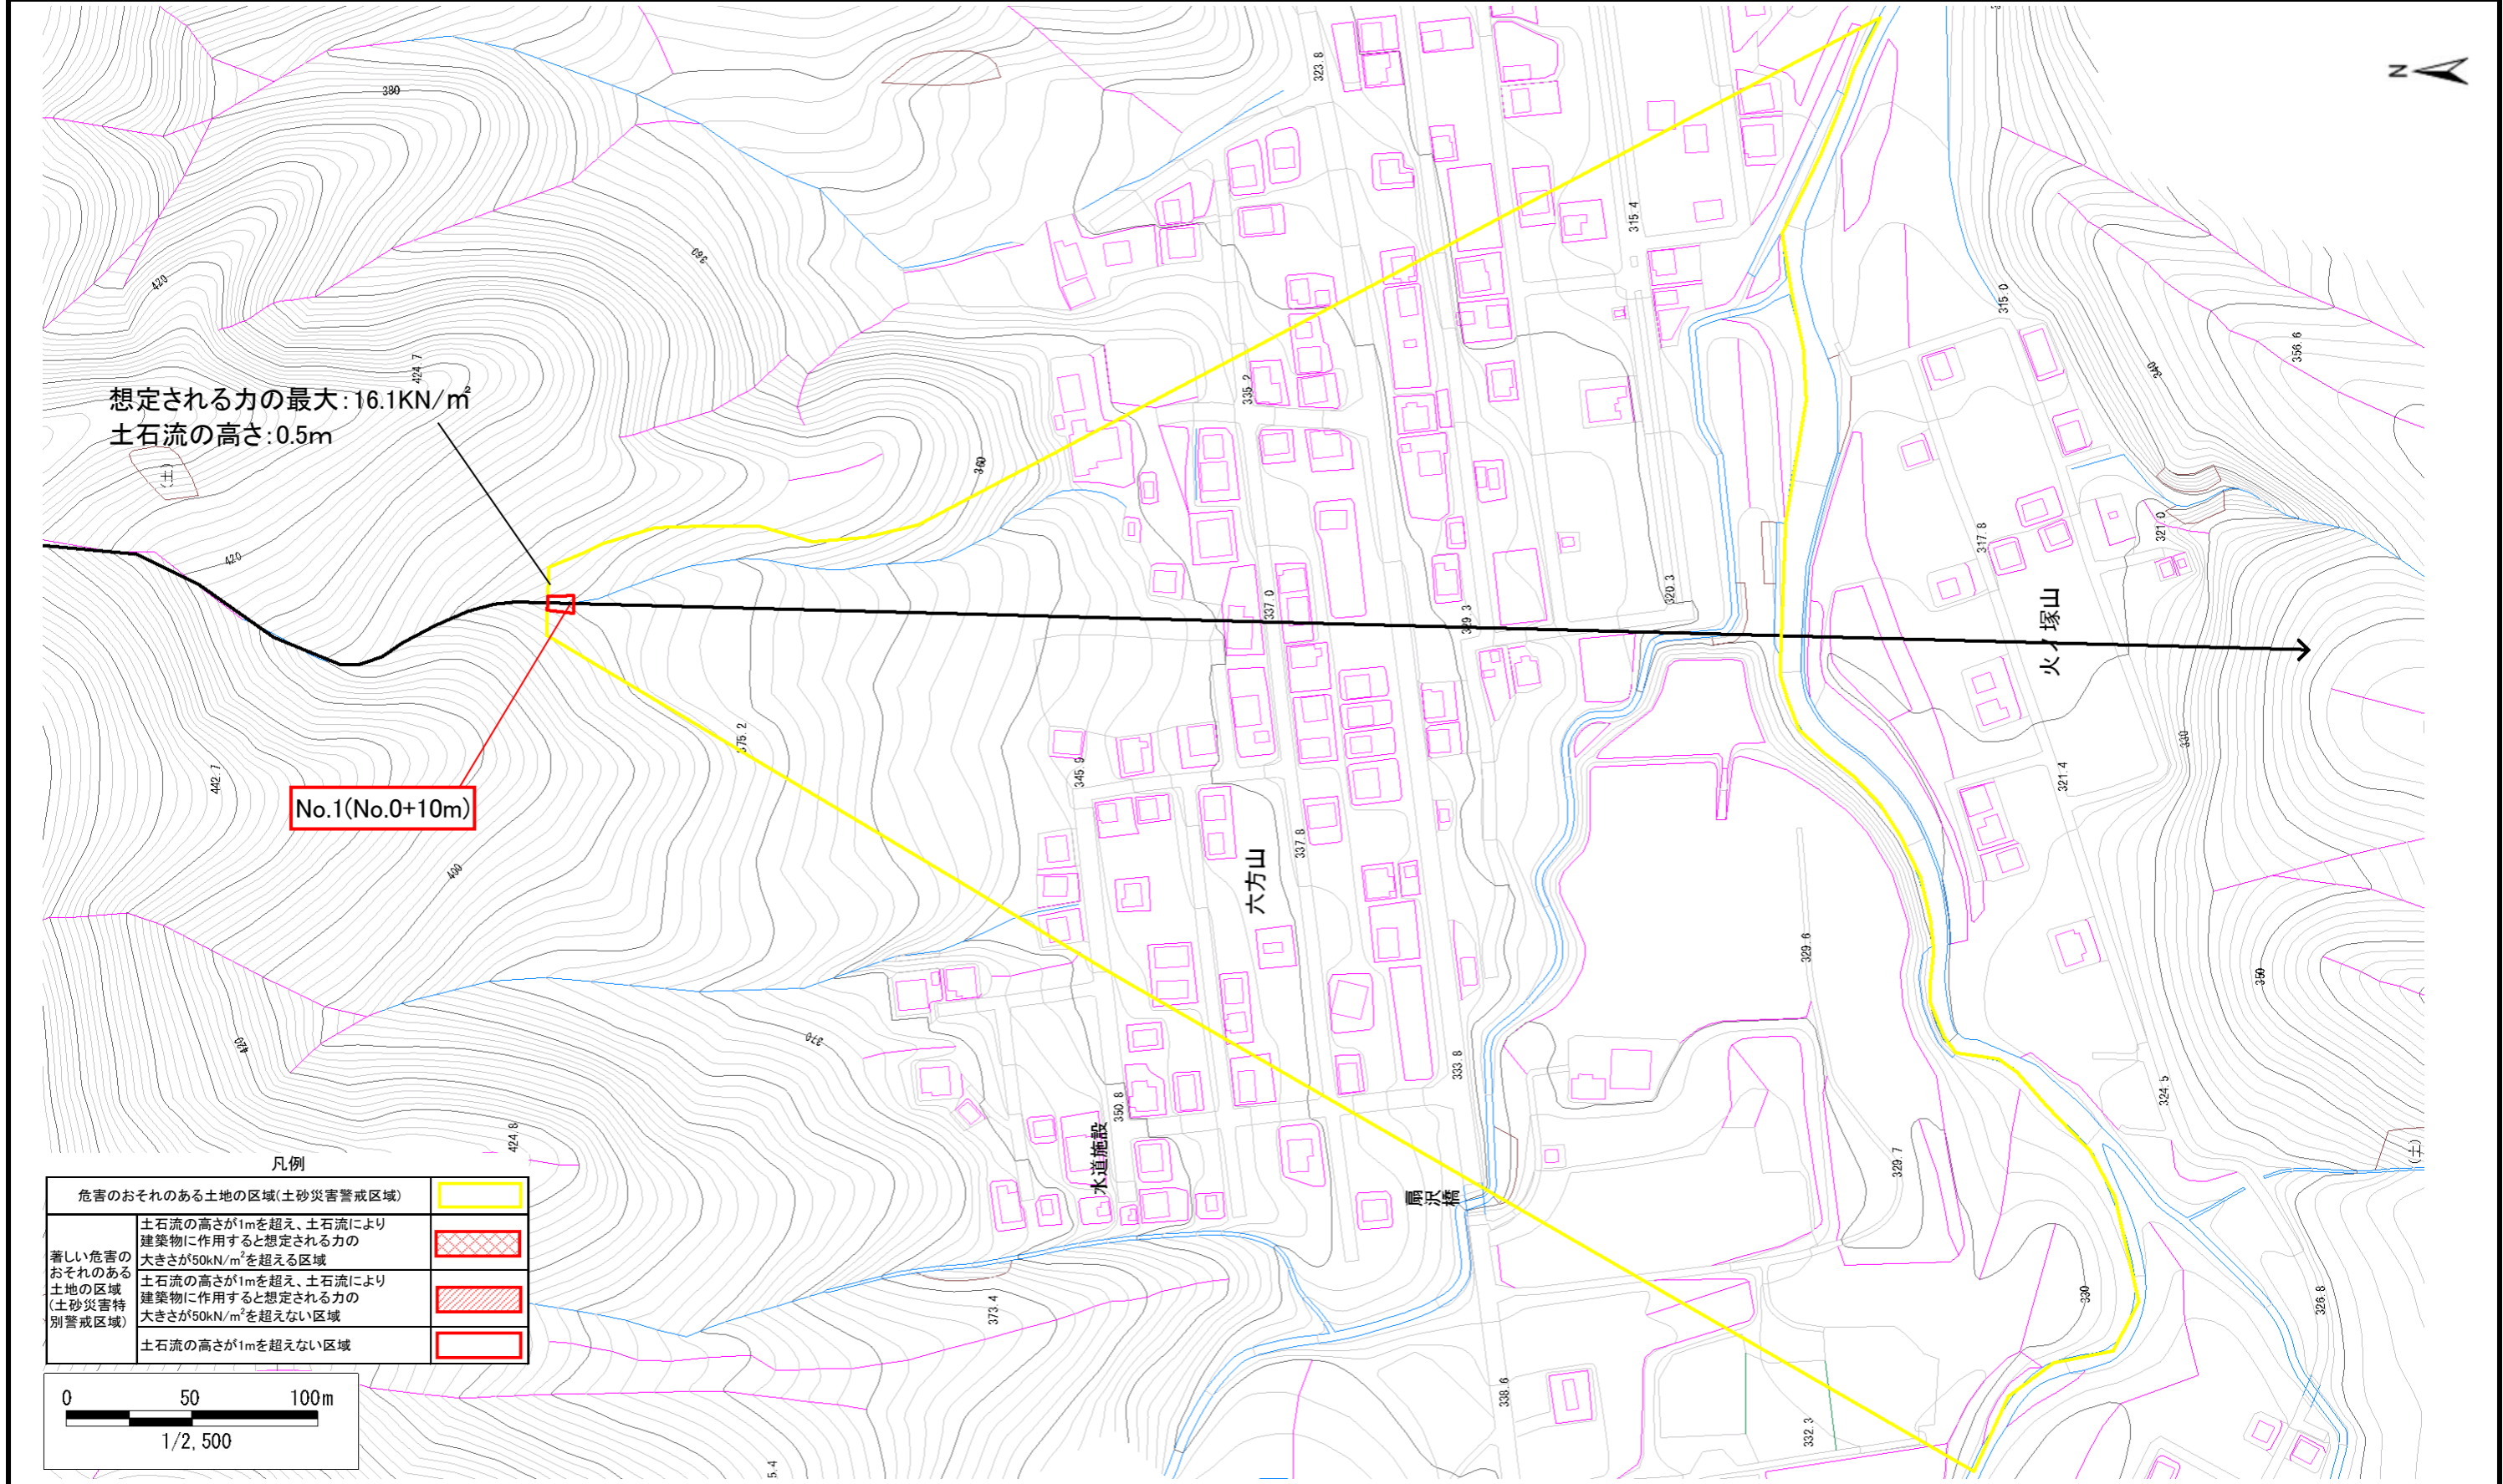 N
想定される力の最大:16.1KN/㎡
土石流の高さ:0.5m
No.1(No.0+10m)
380
420
424.7
360
(土)
420
360
442.7
400
420
424.8
370
375.2
345.9
350.8
373.4
323.8
335.2
337.0
337.8
329.3
333.8
338.6
315.4
320.3
315.0
317.8
321.0
321.4
329.6
329.7
332.3
324.5
326.8
330
330
340
350
356.6
(土)
5.4
六方山
火ノ塚山
水道施設
扇沢橋
凡例
危害のおそれのある土地の区域(土砂災害警戒区域)
著しい危害の
おそれのある
土地の区域
(土砂災害特
別警戒区域)
土石流の高さが1mを超え、土石流により
建築物に作用すると想定される力の
大きさが50kN/m²を超える区域
土石流の高さが1mを超え、土石流により
建築物に作用すると想定される力の
大きさが50kN/m²を超えない区域
土石流の高さが1mを超えない区域
0 50 100m
1/2,500